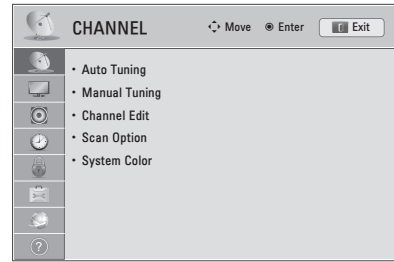 CHANNEL Move Enter Exit
• Auto Tuning
• Manual Tuning
• Channel Edit
• Scan Option
• System Color
?